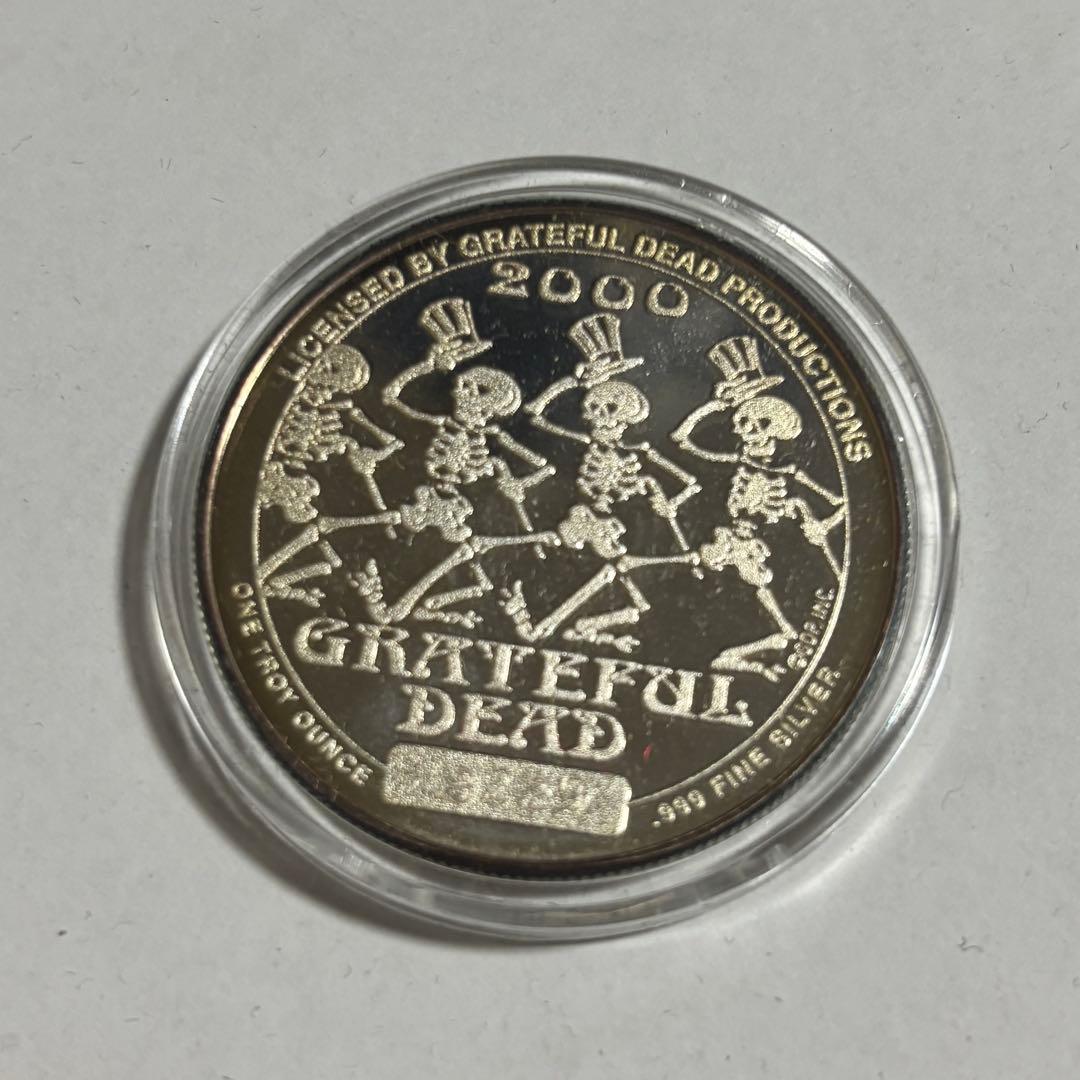 LICENSED BY GRATEFUL DEAD PRODUCTIONS
2000
GRATEFUL
DEAD
ONE TROY OUNCE
.999 FINE SILVER